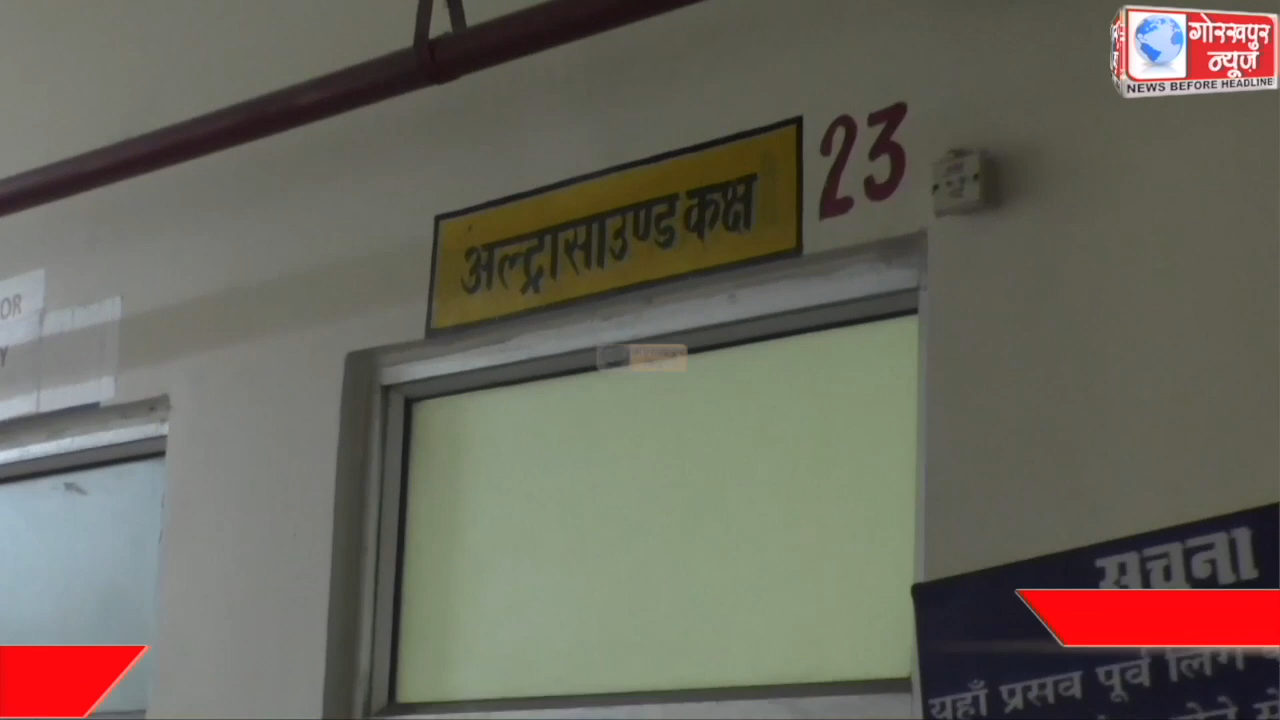 गोरखपुर
न्यूज़
NEWS BEFORE HEADLINE
23
अल्ट्रासाउण्ड कक्ष
OR
Y
सूचना
यहाँ प्रसव पूर्व लिंग